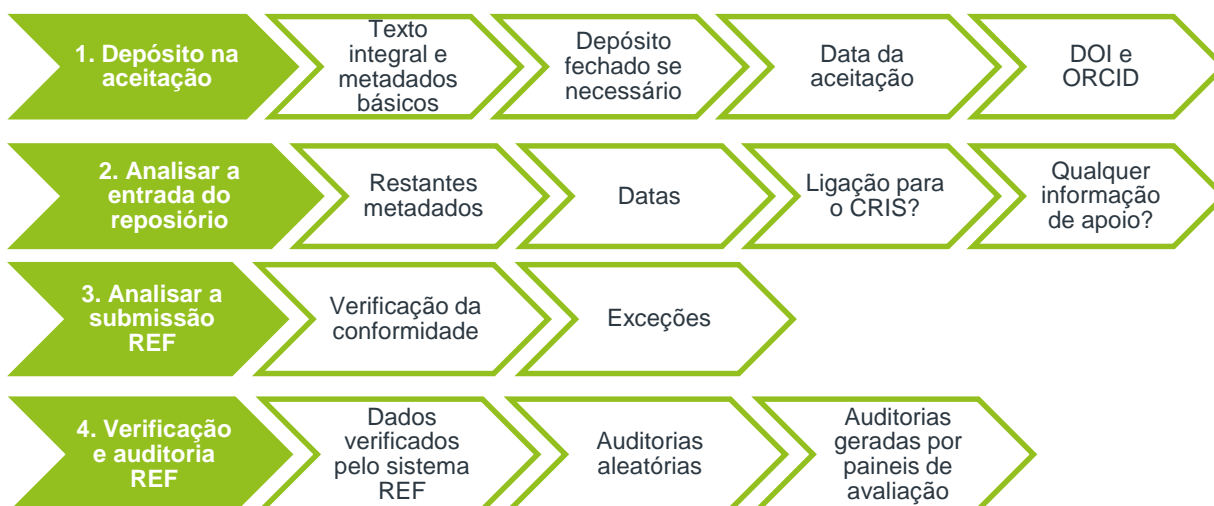 1. Depósito na
aceitação
Texto
integral e
metadados
básicos
Depósito
fechado se
necessário
Data da
aceitação
DOI e
ORCID
2. Analisar a
entrada do
reposiório
Restantes
metadados
Datas
Ligação para
o CRIS?
Qualquer
informação
de apoio?
3. Analisar a
submissão
REF
Verificação da
conformidade
Exceções
4. Verificação
e auditoria
REF
Dados
verificados
pelo sistema
REF
Auditorias
aleatórias
Auditorias
geradas por
paineis de
avaliação